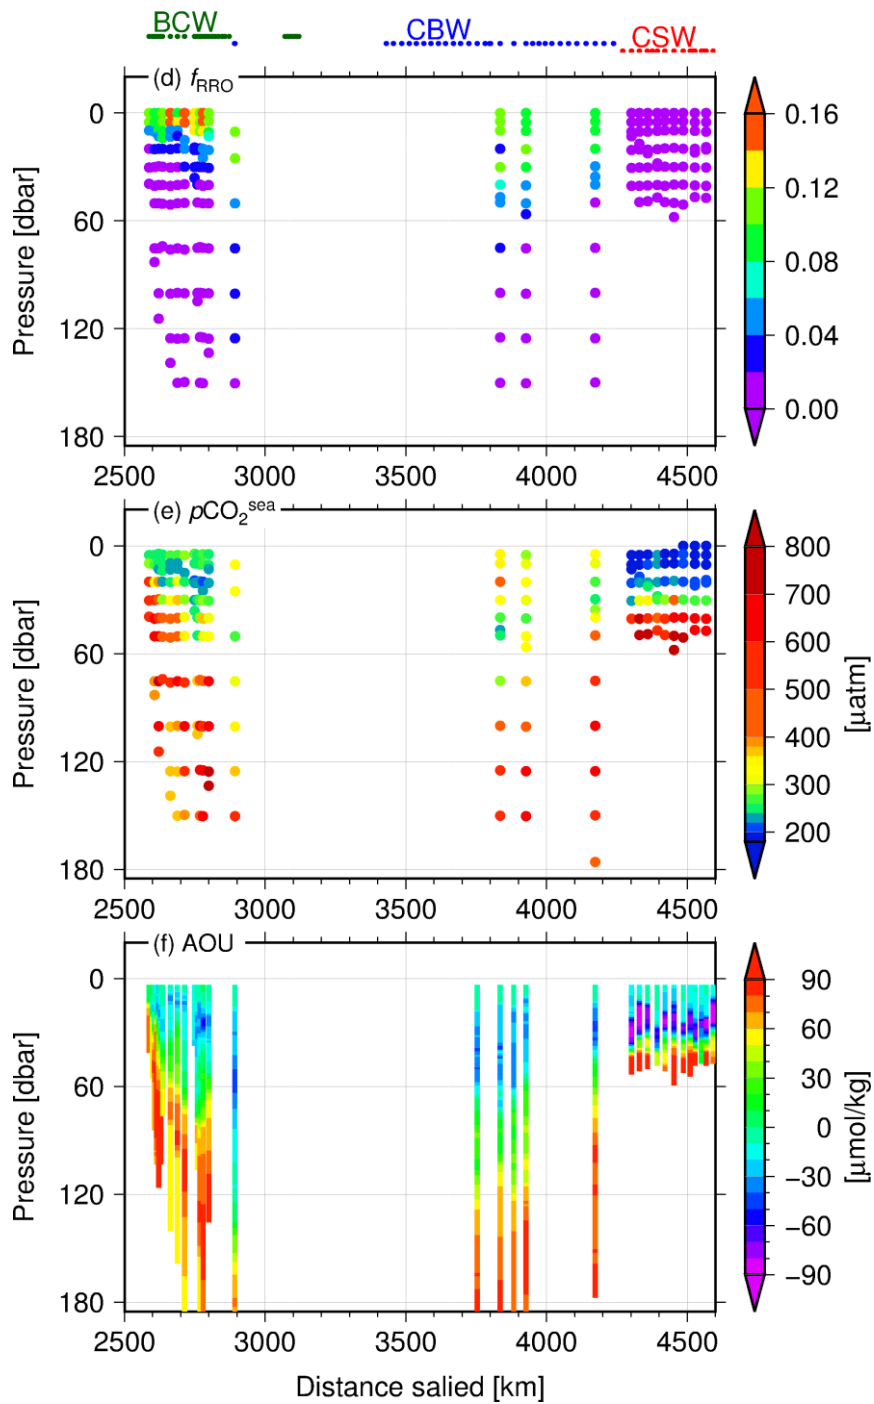 BCW CBW CSW
(d) fRRO
0
60
120
180
Pressure [dbar]
2500 3000 3500 4000 4500
0.16
0.12
0.08
0.04
0.00
(e) pCO₂ˢᵉᵃ
0
60
120
180
Pressure [dbar]
2500 3000 3500 4000 4500
800
700
600
500
400
300
200
[µatm]
(f) AOU
0
60
120
180
Pressure [dbar]
2500 3000 3500 4000 4500
90
60
30
0
−30
−60
−90
[µmol/kg]
Distance salied [km]